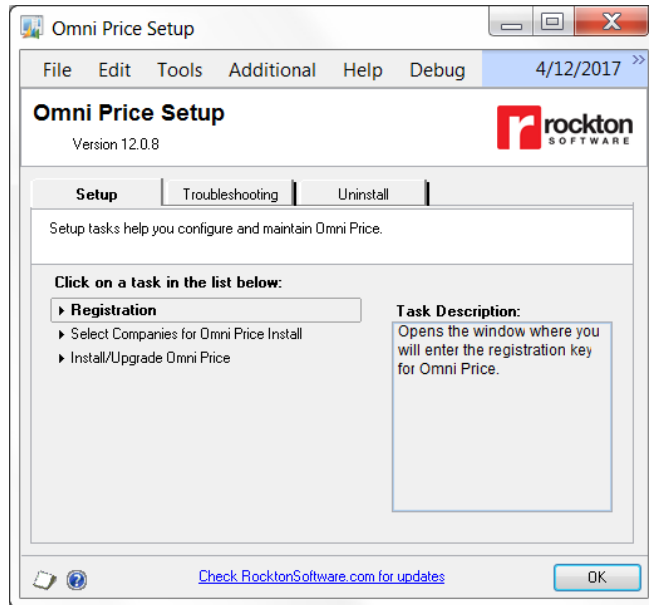 Omni Price Setup
File Edit Tools Additional Help Debug 4/12/2017 »
Omni Price Setup
Version 12.0.8
rockton
SOFTWARE
Setup Troubleshooting Uninstall
Setup tasks help you configure and maintain Omni Price.
Click on a task in the list below:
Registration
Select Companies for Omni Price Install
Install/Upgrade Omni Price
Task Description:
Opens the window where you
will enter the registration key
for Omni Price.
Check RocktonSoftware.com for updates
OK